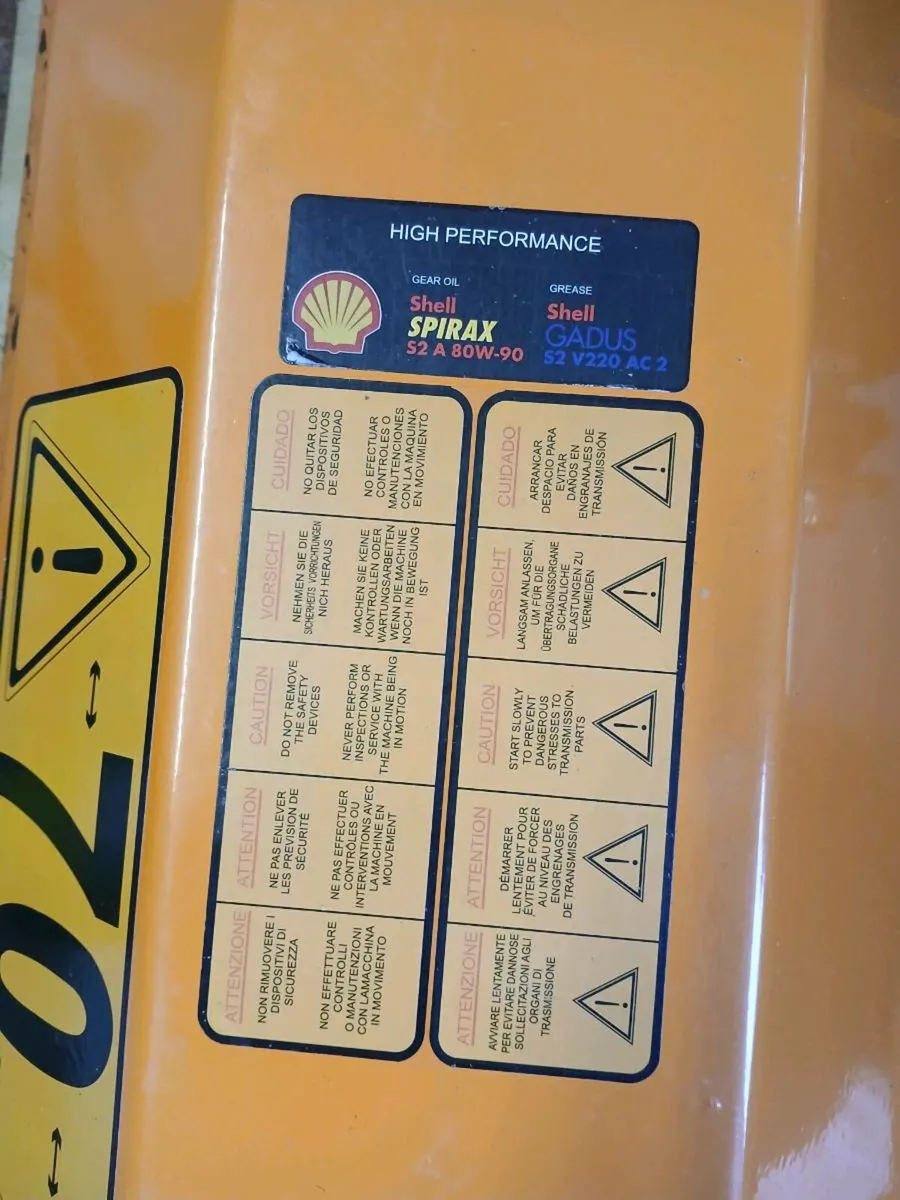 HIGH PERFORMANCE
GEAR OIL
Shell
SPIRAX
S2 A 80W-90
GREASE
Shell
GADUS
S2 V220 AC 2
ATTENZIONE
NON RIMUOVERE I
DISPOSITIVI DI
SICUREZZA
NON EFFETTUARE
CONTROLLI
O MANUTENZIONI
CON LAMACCHINA
IN MOVIMENTO
ATTENTION
NE PAS ENLEVER
LES PREVISION DE
SÉCURITÉ
NE PAS EFFECTUER
CONTRÔLES OU
INTERVENTIONS AVEC
LA MACHINE EN
MOUVEMENT
CAUTION
DO NOT REMOVE
THE SAFETY
DEVICES
NEVER PERFORM
INSPECTIONS OR
SERVICE WITH
THE MACHINE BEING
IN MOTION
VORSICHT
NEHMEN SIE DIE
SICHERHEITS VORRICHTUNGEN
NICH HERAUS
MACHEN SIE KEINE
KONTROLLEN ODER
WARTUNGSARBEITEN
WENN DIE MACHINE
NOCH IN BEWEGUNG
IST
CUIDADO
NO QUITAR LOS
DISPOSITIVOS
DE SEGURIDAD
NO EFECTUAR
CONTROLES O
MANUTENCIONES
CON LA MAQUINA
EN MOVIMIENTO
ATTENZIONE
AVVIARE LENTAMENTE
PER EVITARE DANNOSE
SOLLECITAZIONI AGLI
ORGANI DI
TRASMISSIONE
ATTENTION
DÉMARRER
LENTEMENT POUR
ÉVITER DE FORCER
AU NIVEAU DES
ENGRENAGES
DE TRANSMISSION
CAUTION
START SLOWLY
TO PREVENT
DANGEROUS
STRESSES TO
TRANSMISSION
PARTS
VORSICHT
LANGSAM ANLASSEN,
UM FÜR DIE
ÜBERTRAGUNGSORGANE
SCHÄDLICHE
BELASTUNGEN ZU
VERMEIDEN
CUIDADO
ARRANCAR
DESPACIO PARA
EVITAR
DAÑOS EN
ENGRANAJES DE
TRANSMISSIÓN
02